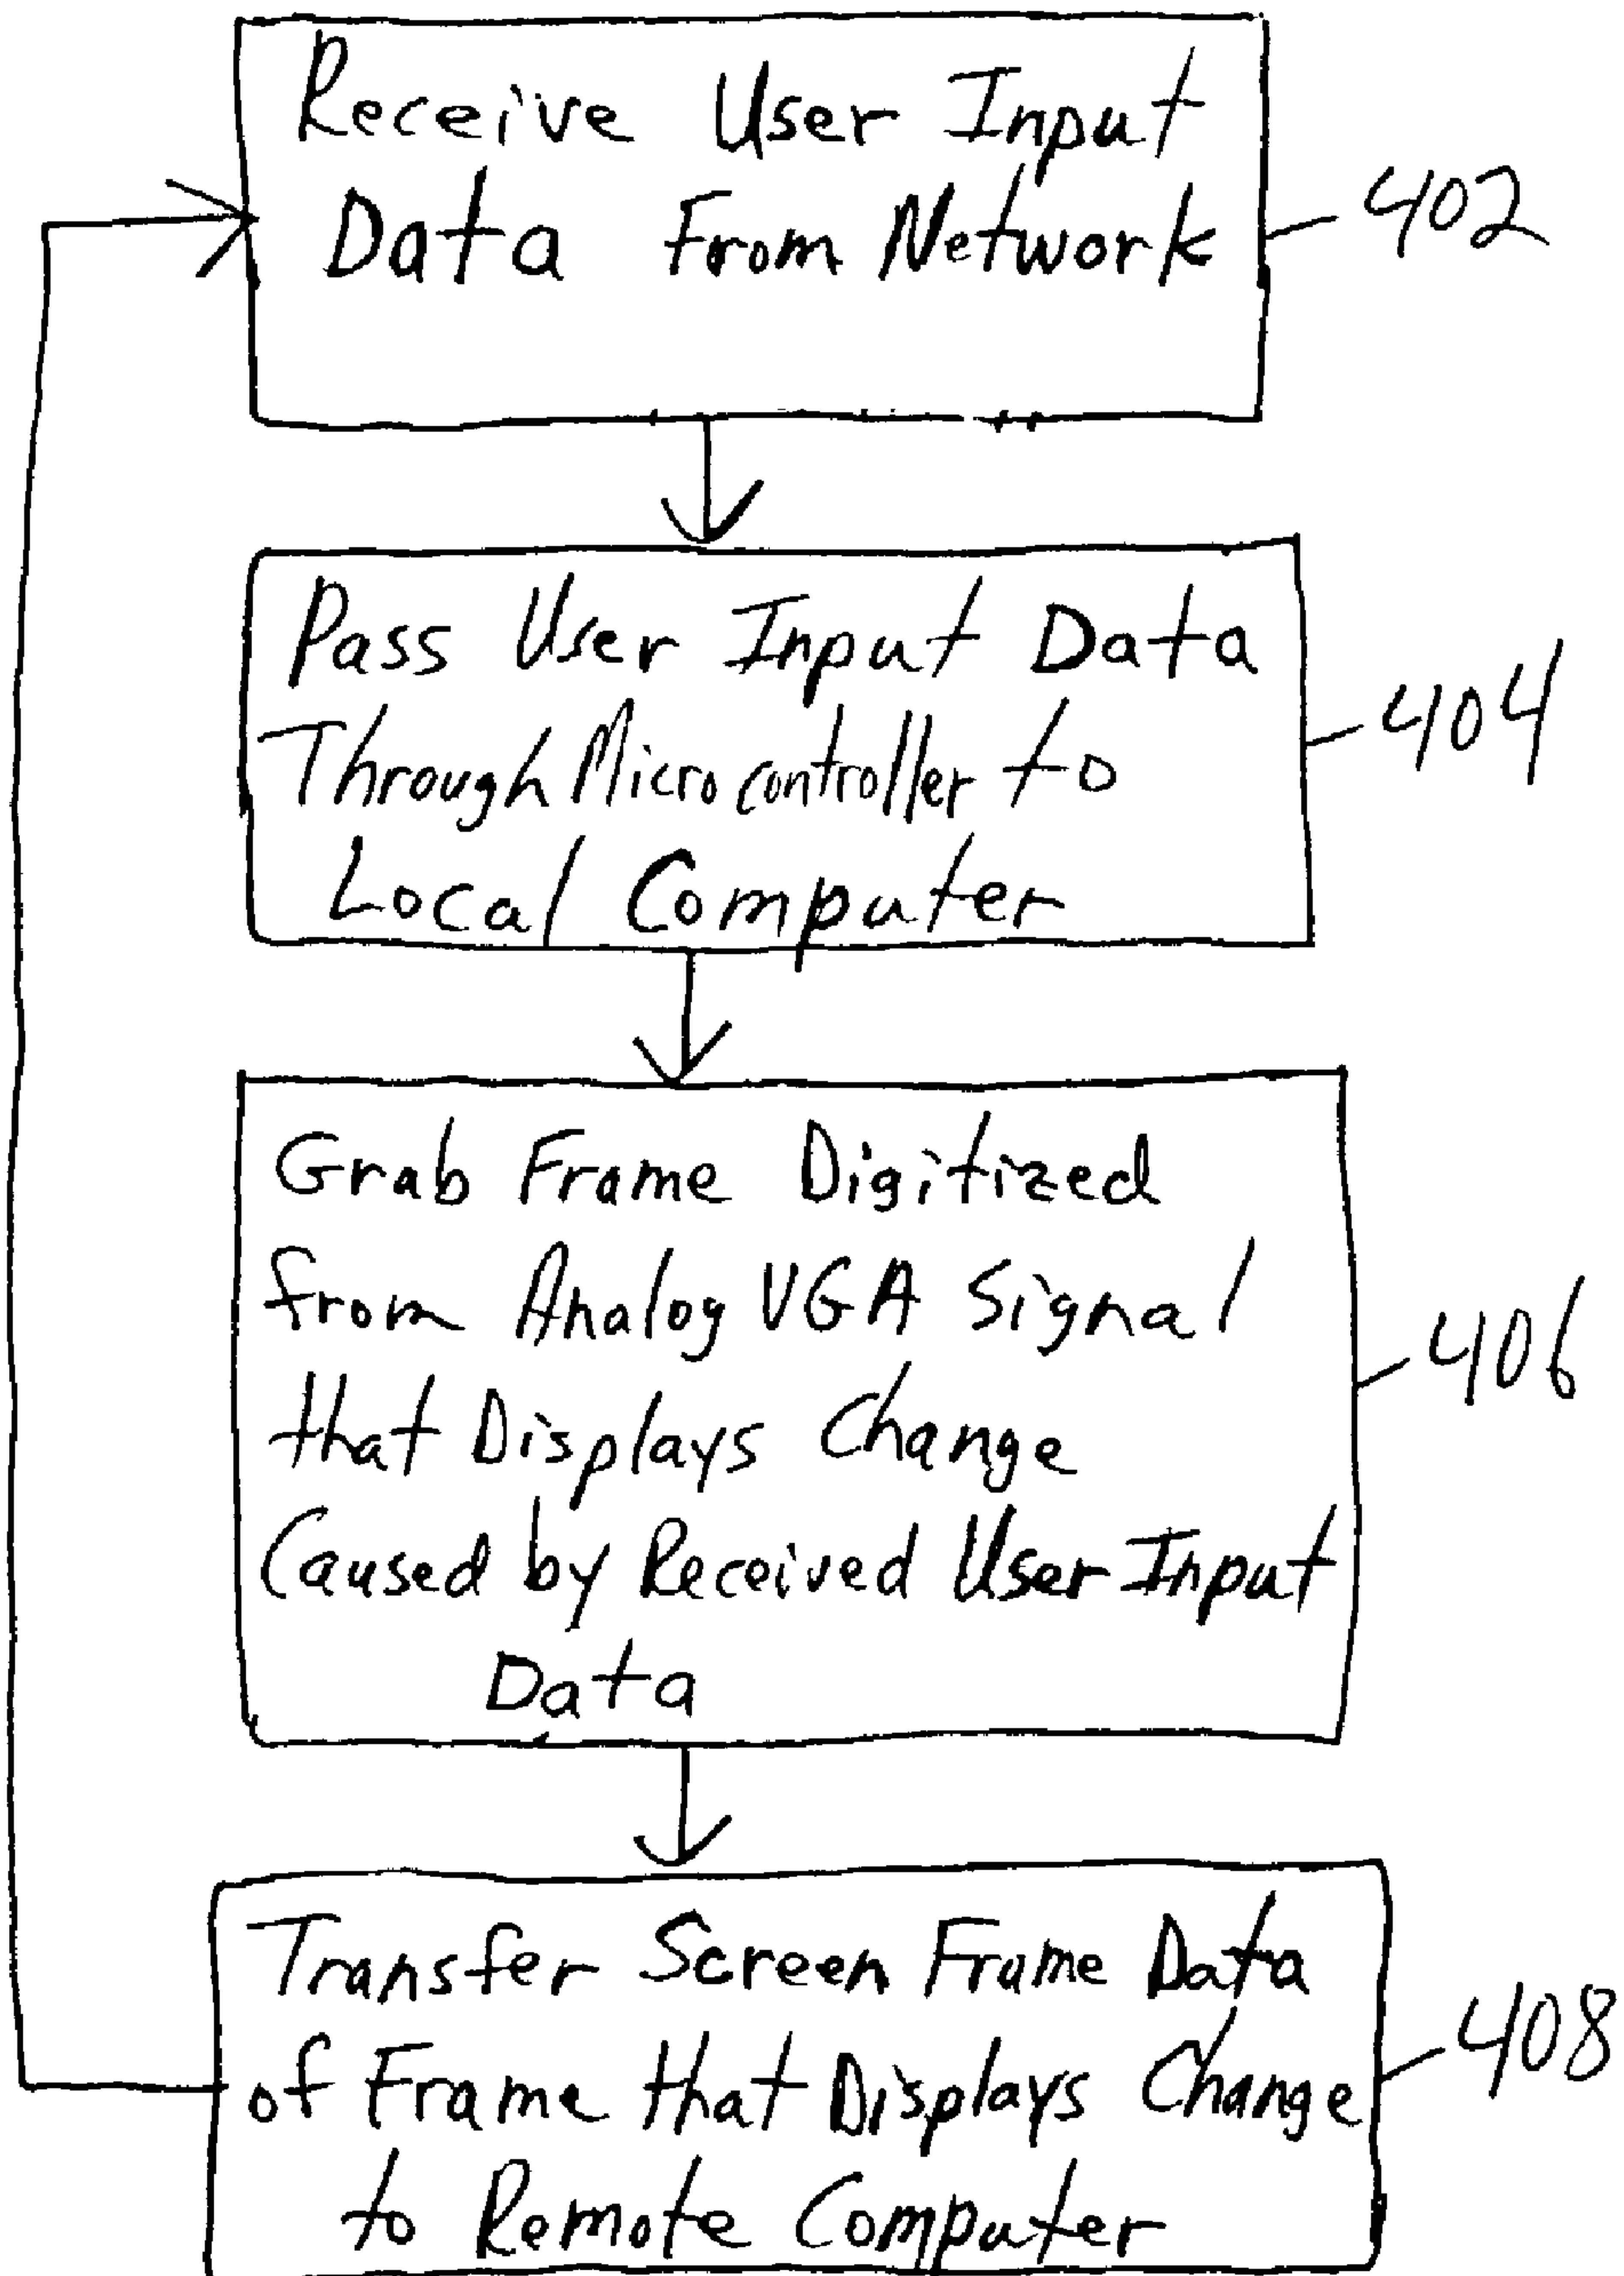 Receive User Input
Data From Network
402
Pass User Input Data
Through Microcontroller to
Local Computer
404
Grab Frame Digitized
from Analog VGA Signal
that Displays Change
Caused by Received User Input
Data
406
Transfer Screen Frame Data
of Frame that Displays Change
to Remote Computer
408